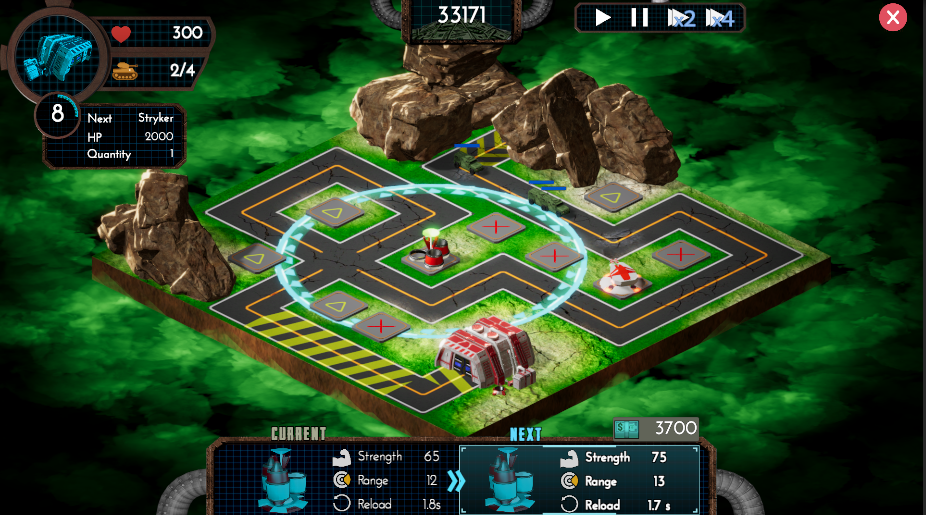 33171
x2 x4
300
2/4
8
Next Stryker
HP 2000
Quantity 1
3700
CURRENT
Strength 65
Range 12
Reload 1.8s
NEXT
Strength 75
Range 13
Reload 1.7 s